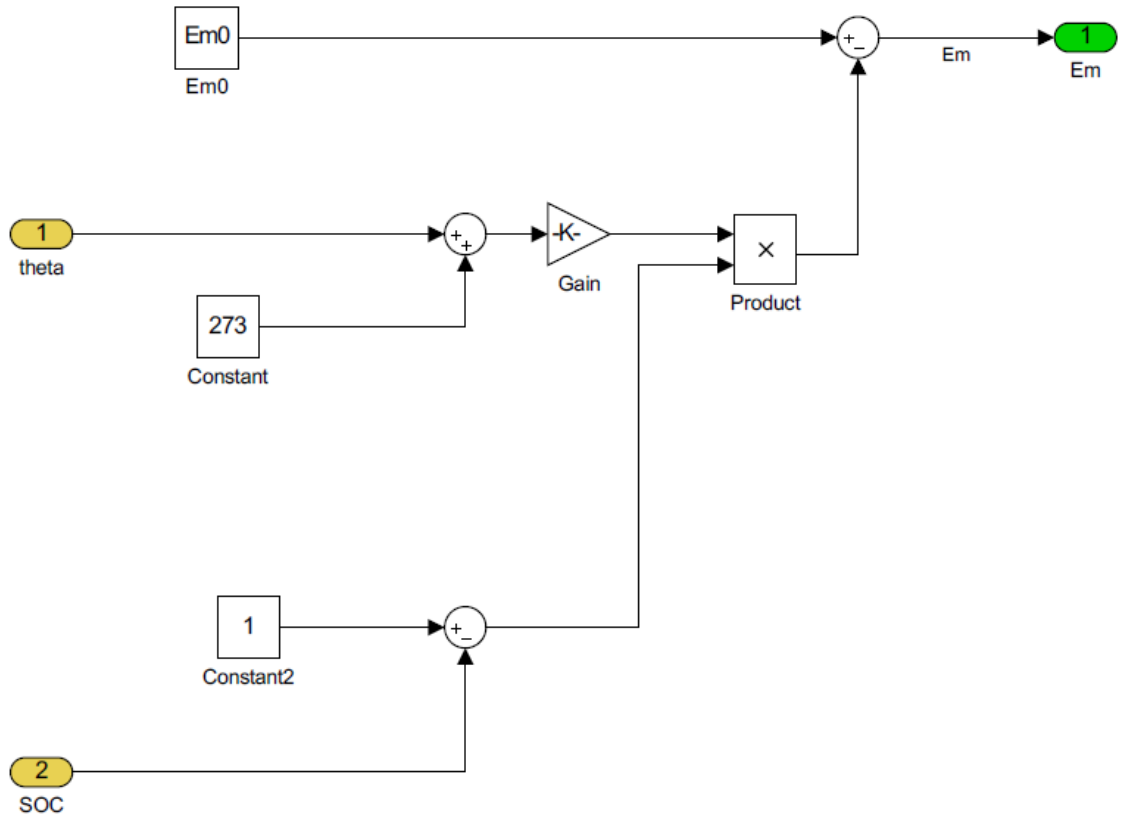 Em0
Em0
+
−
Em
1
Em
1
theta
+
+
-K-
Gain
×
Product
273
Constant
1
Constant2
+
−
2
SOC